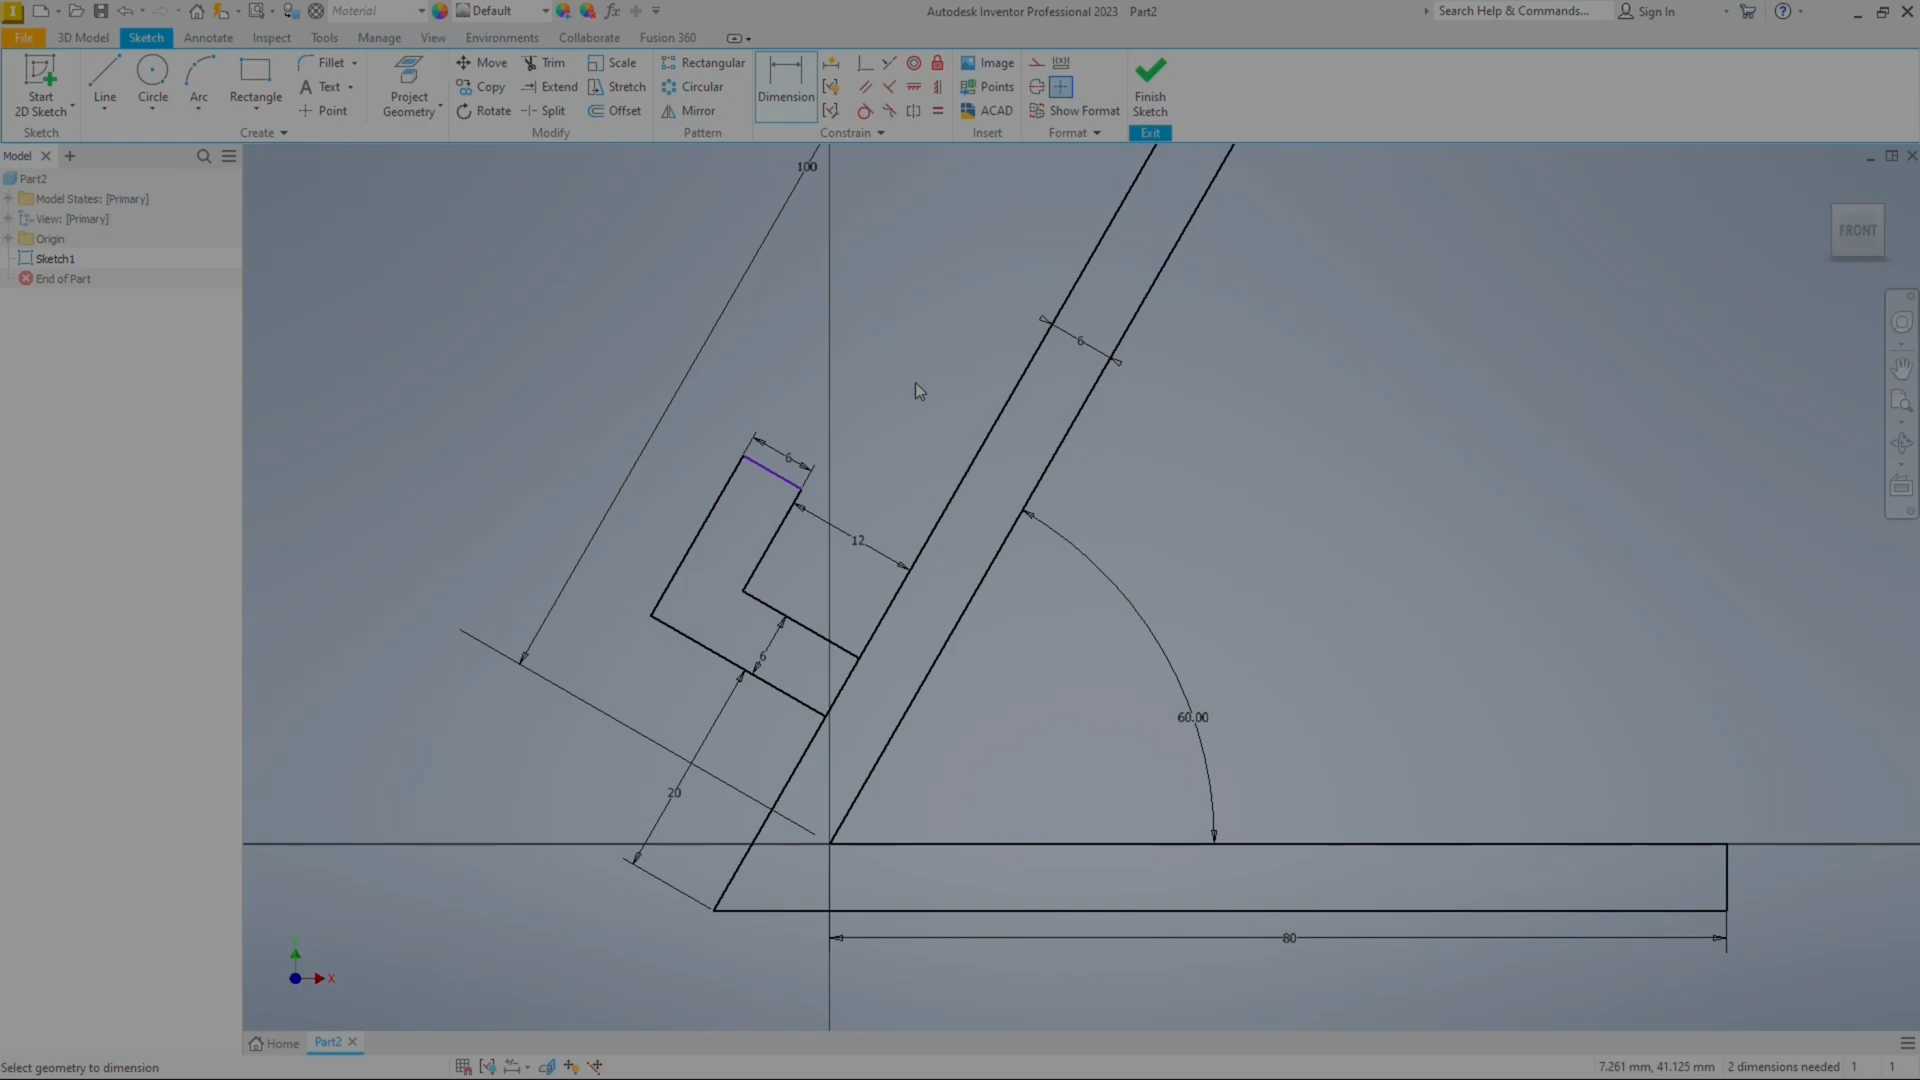 Material
Default
fx
Autodesk Inventor Professional 2023 Part2
Search Help & Commands...
Sign In
File 3D Model Sketch Annotate Inspect Tools Manage View Environments Collaborate Fusion 360
Start
2D Sketch
Line
Circle
Arc
Rectangle
Fillet
Text
Point
Project
Geometry
Move Trim Scale
Copy Extend Stretch
Rotate Split Offset
Rectangular
Circular
Mirror
Dimension
Image
Points
ACAD
Show Format
Finish
Sketch
Sketch Create Modify Pattern Constrain Insert Format Exit
Model
Part2
Model States: [Primary]
View: [Primary]
Origin
Sketch1
End of Part
100
FRONT
6
6
12
6
60.00
20
80
X
Home Part2
Select geometry to dimension
7.261 mm, 41.125 mm 2 dimensions needed 1 1